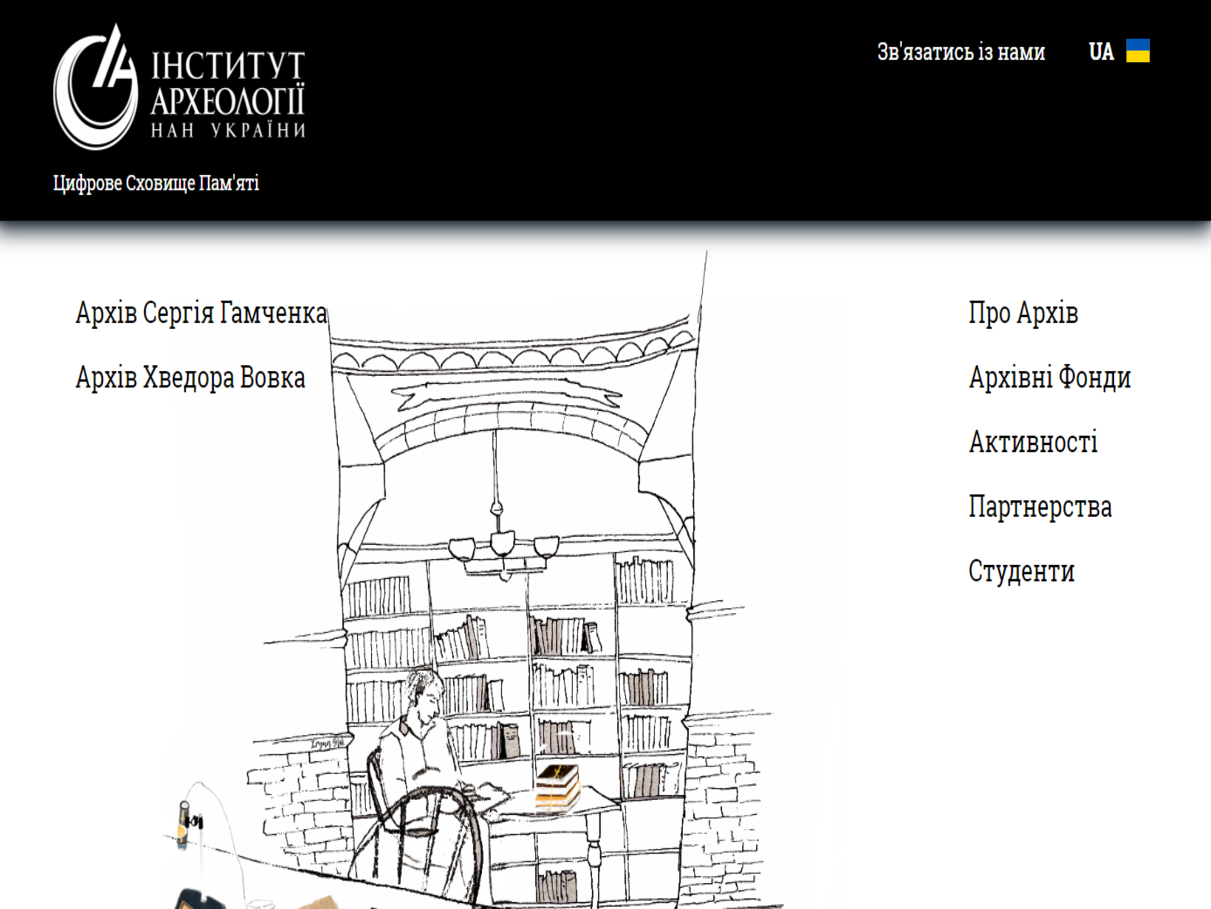 ІНСТИТУТ
АРХЕОЛОГІЇ
НАН УКРАЇНИ
Цифрове Сховище Пам'яті
Зв'язатись із нами UA
Архів Сергія Гамченка
Архів Хведора Вовка
Про Архів
Архівні Фонди
Активності
Партнерства
Студенти